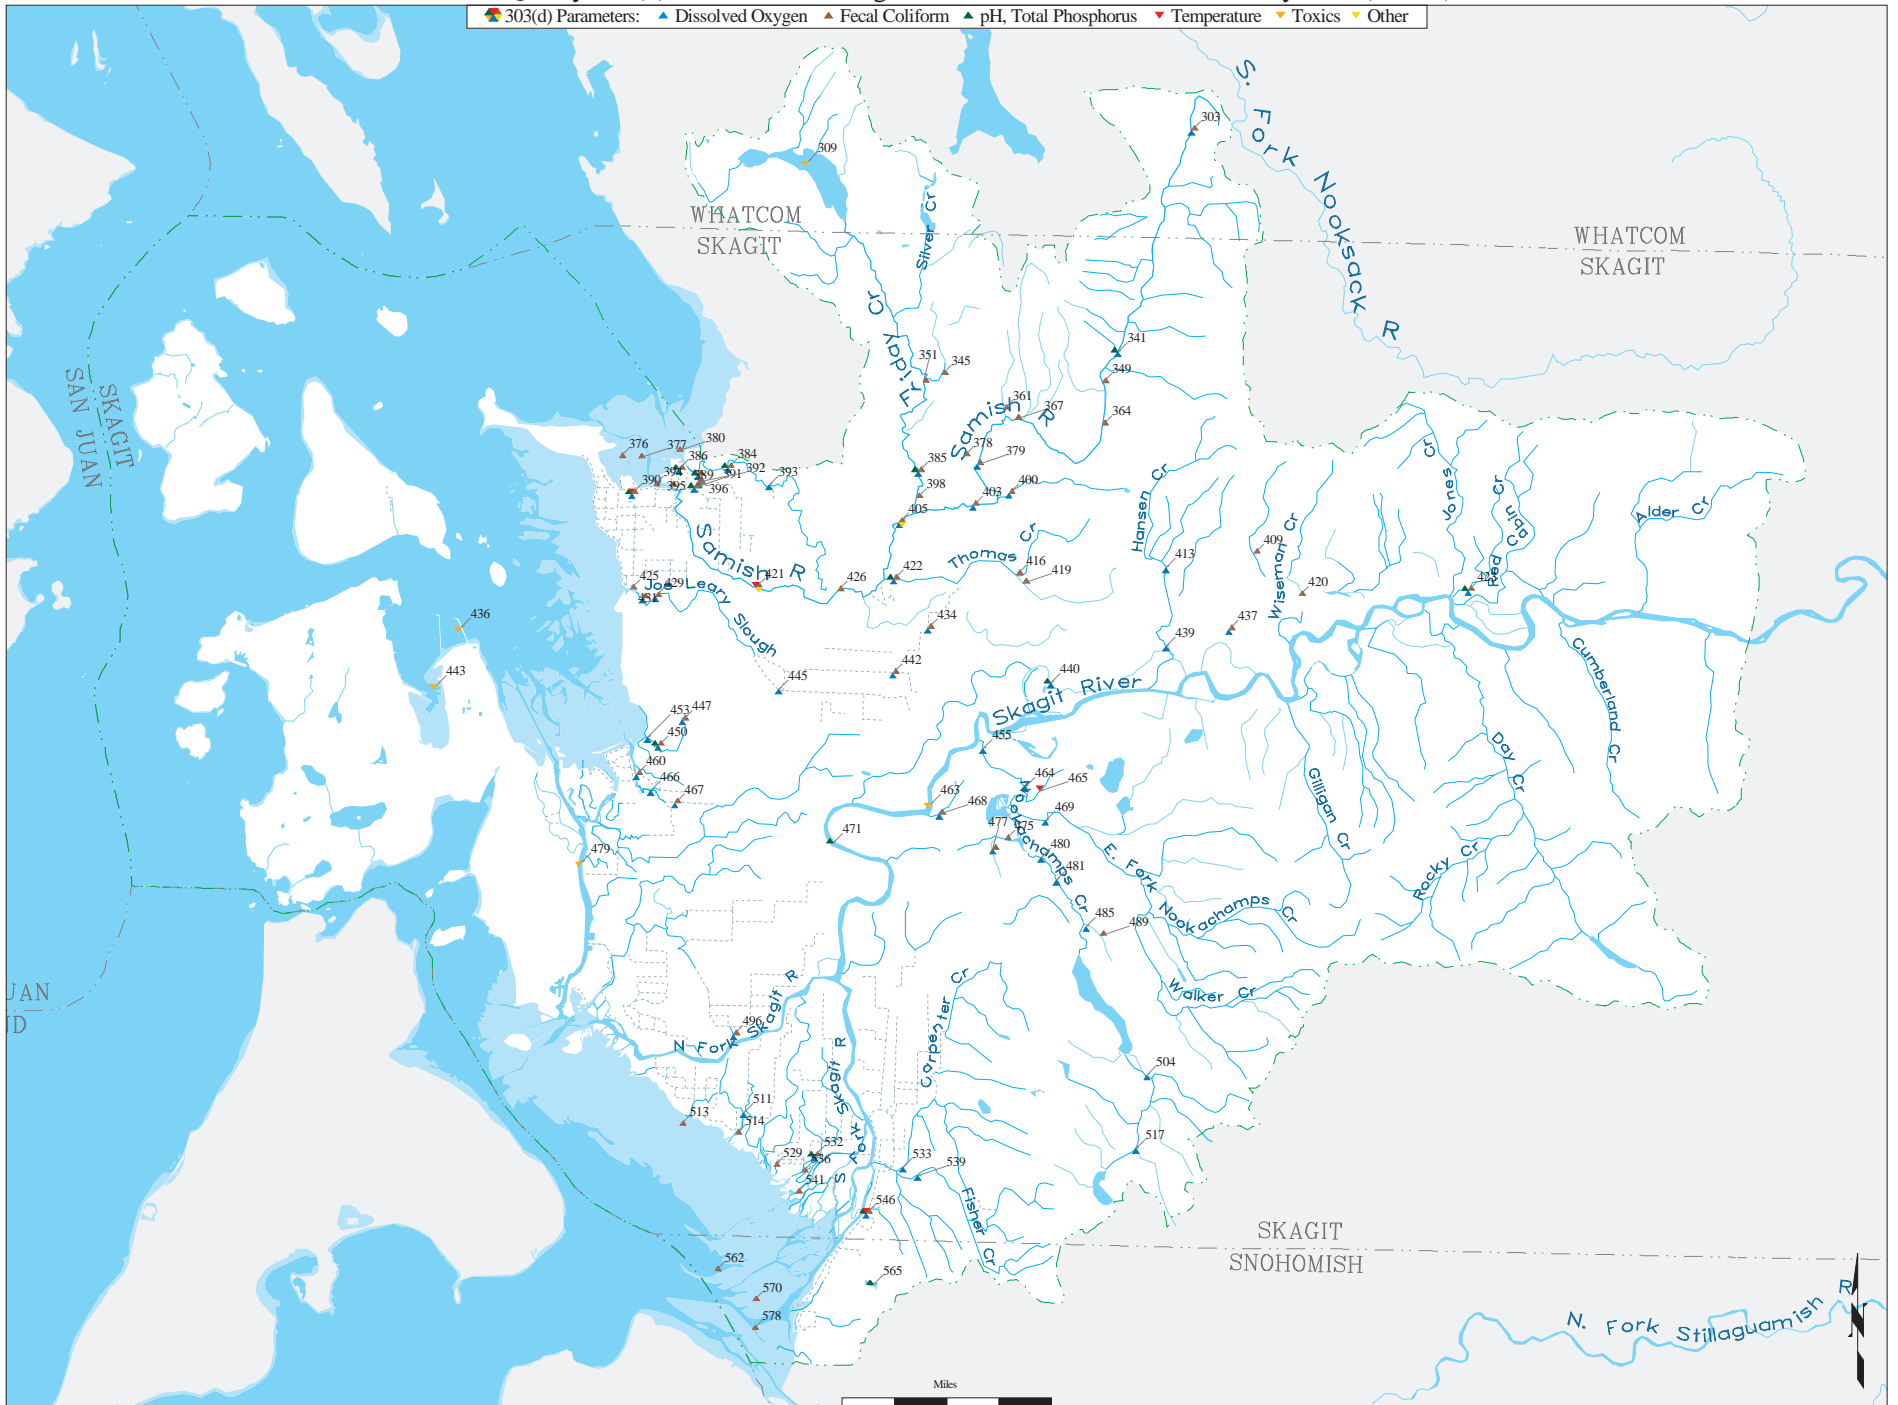 303(d) Parameters: Dissolved Oxygen Fecal Coliform pH, Total Phosphorus Temperature Toxics Other
S. Fork Nooksack R
303
309
WHATCOM
SKAGIT
Silver Cr
WHATCOM
SKAGIT
Friday Cr
341
351
345
349
SKAGIT
SAN JUAN
361
367
364
Samish R
376
377
380
378
379
384
386
385
392
393
391
390
395
396
398
400
403
405
Hansen Cr
Jones Cr
Red Cabin Cr
Alder Cr
Samish R
Thomas Cr
409
413
416
419
Wiseman Cr
420
421
422
425
426
429
431
Joe Leary Slough
434
436
437
439
440
442
443
445
447
450
453
Skagit River
455
Cumberland Cr
Day Cr
Gilligan Cr
460
463
464
465
466
467
468
469
471
477
475
479
480
481
Nookachamps Cr
E. Fork Nookachamps Cr
Rocky Cr
485
489
Walker Cr
Carpenter Cr
N Fork Skagit R
496
S Fork Skagit R
504
511
513
514
517
529
532
533
536
539
541
546
Fisher Cr
SKAGIT
SNOHOMISH
562
565
570
578
N. Fork Stillaguamish R
N
Miles